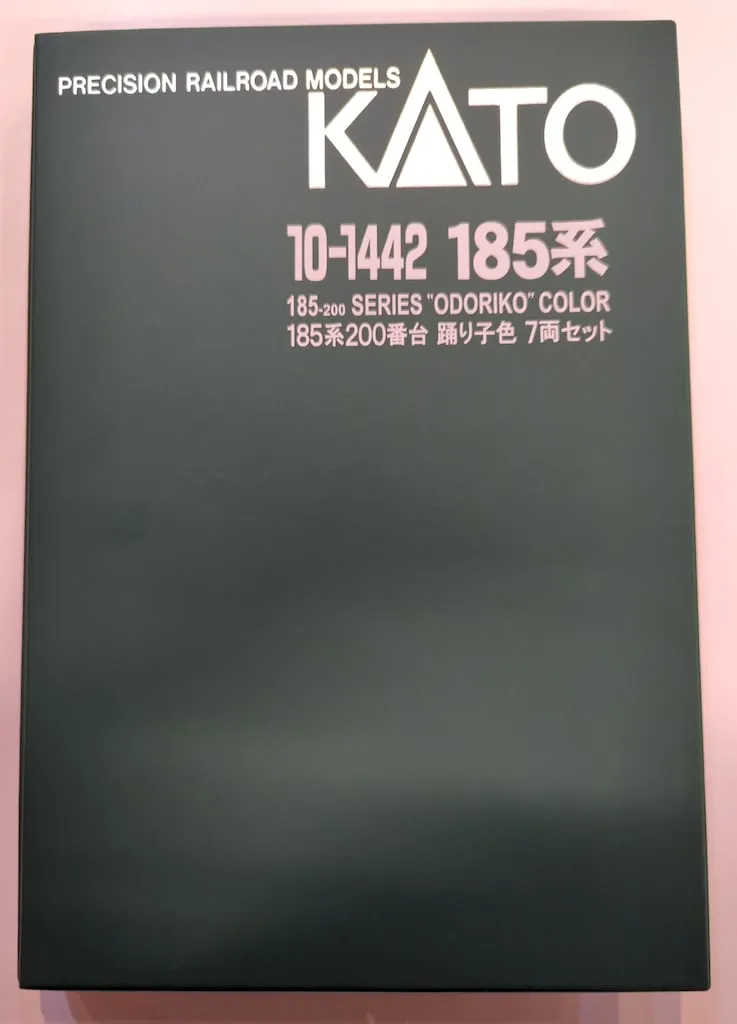 PRECISION RAILROAD MODELS
KATO
10-1442 185系
185-200 SERIES "ODORIKO" COLOR
185系200番台 踊り子色 7両セット